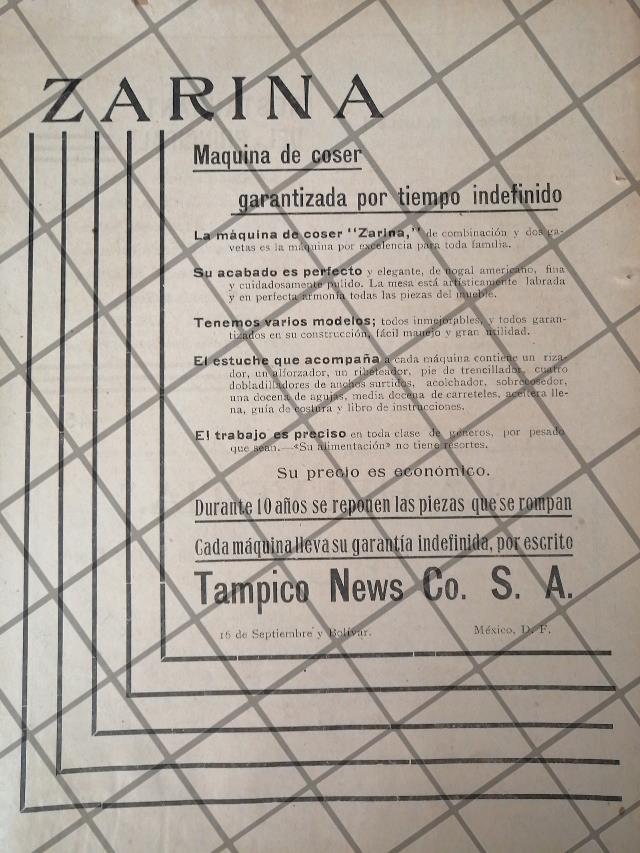 ZARINA
Maquina de coser
garantizada por tiempo indefinido
La máquina de coser "Zarina," de combinación y dos ga-
vetas es la máquina por excelencia para toda familia.
Su acabado es perfecto y elegante, de nogal americano, fina
y cuidadosamente pulido. La mesa está artísticamente labrada
y en perfecta armonía todas las piezas del mueble.
Tenemos varios modelos; todos inmejorables, y todos garan-
tizados en su construcción, fácil manejo y gran utilidad.
El estuche que acompaña a cada máquina contiene un riza-
dor, un alforzador, un ribeteador, pie de trencillador, cuatro
dobladilladores de anchos surtidos, acolchador, sobrecosedor,
una docena de agujas, media docena de carreteles, aceitera lle-
na, guía de costura y libro de instrucciones.
El trabajo es preciso en toda clase de géneros, por pesado
que sean.—«Su alimentación» no tiene resortes.
Su precio es económico.
Durante 10 años se reponen las piezas que se rompan
Cada máquina lleva su garantía indefinida, por escrito
Tampico News Co. S. A.
16 de Septiembre y Bolívar. México, D. F.